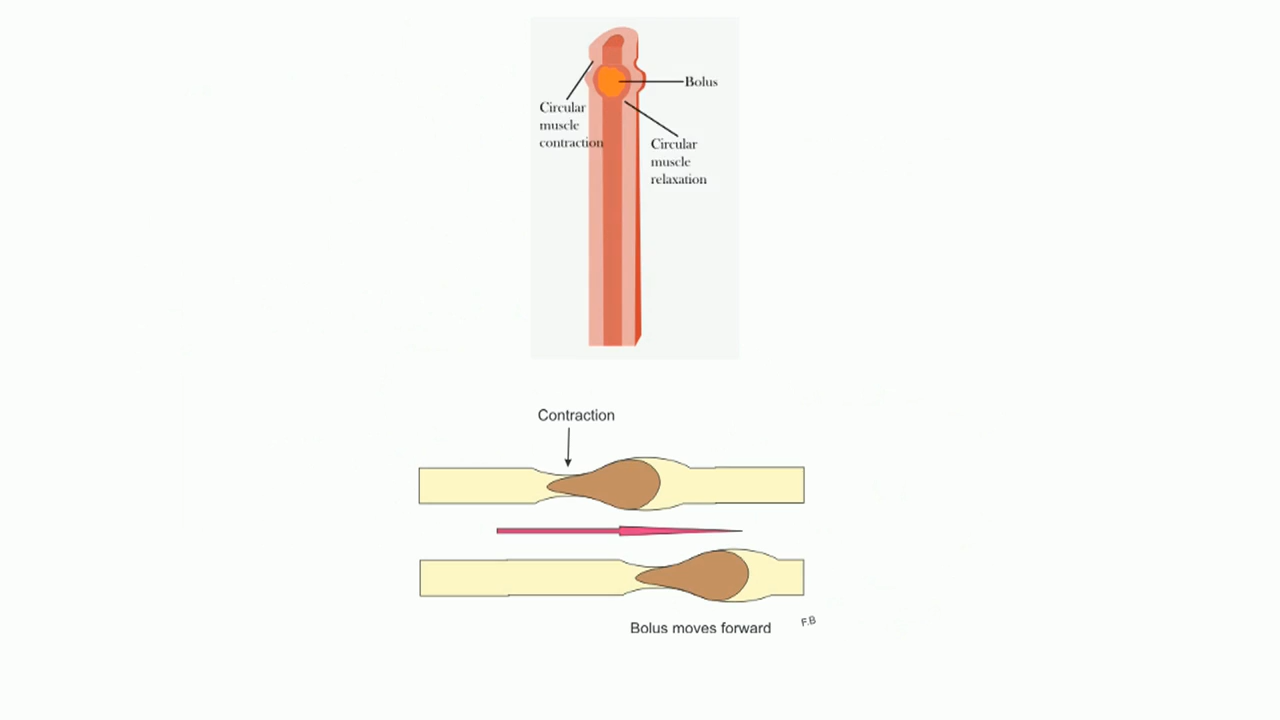 Bolus
Circular
muscle
contraction
Circular
muscle
relaxation
Contraction
Bolus moves forward
F.B